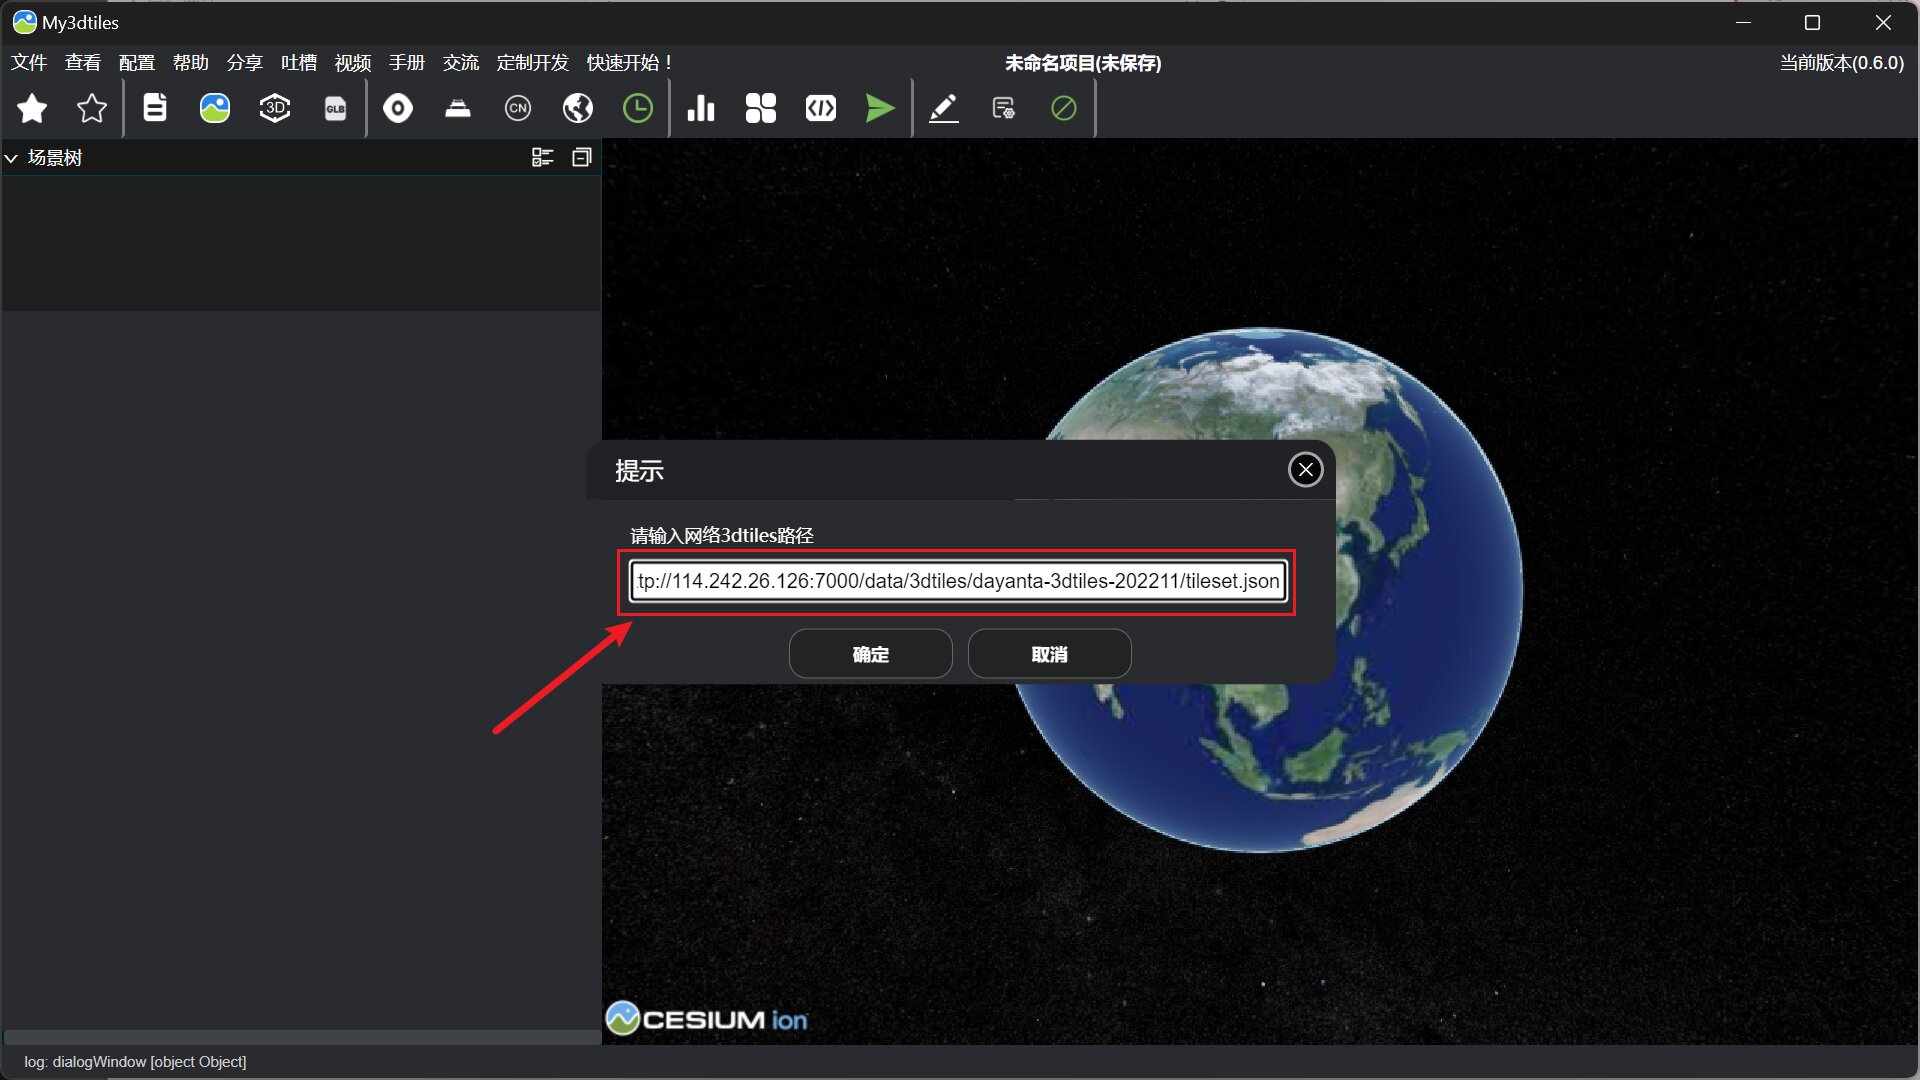 My3dtiles
文件 查看 配置 帮助 分享 吐槽 视频 手册 交流 定制开发 快速开始！ 未命名项目(未保存) 当前版本(0.6.0)
3D GLB CN
场景树
提示
请输入网络3dtiles路径
tp://114.242.26.126:7000/data/3dtiles/dayanta-3dtiles-202211/tileset.json
确定 取消
CESIUM ion
log: dialogWindow [object Object]